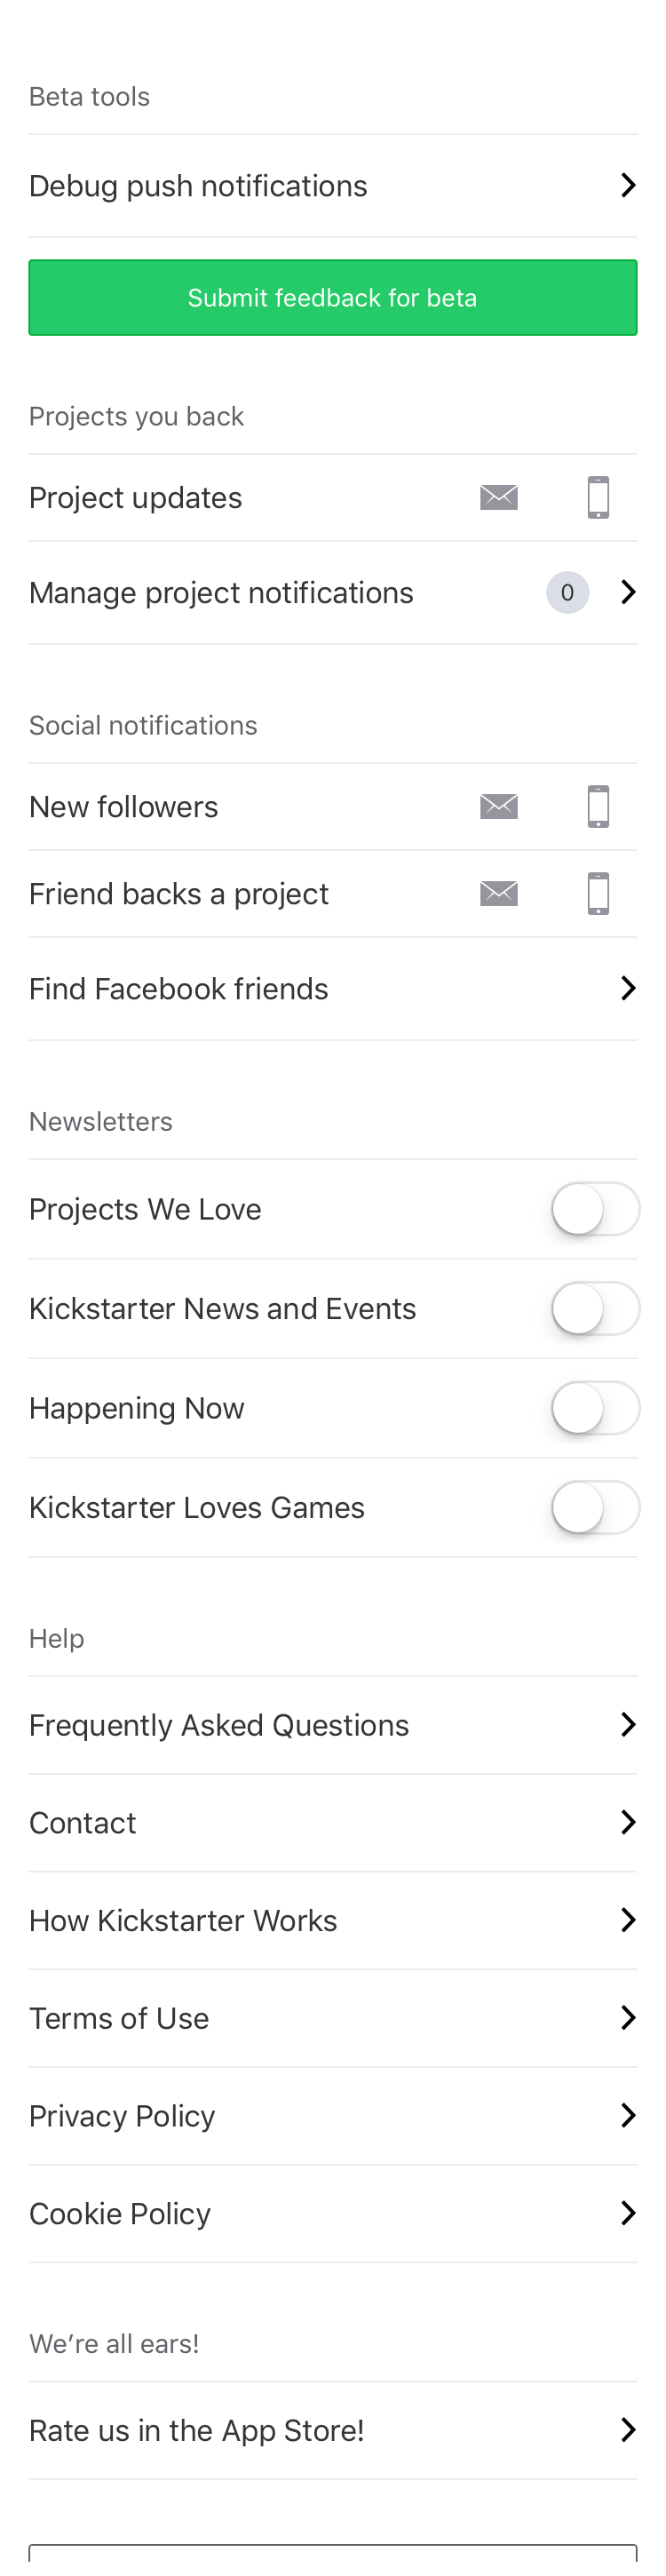 Beta tools
Debug push notifications
Submit feedback for beta
Projects you back
Project updates
Manage project notifications 0
Social notifications
New followers
Friend backs a project
Find Facebook friends
Newsletters
Projects We Love
Kickstarter News and Events
Happening Now
Kickstarter Loves Games
Help
Frequently Asked Questions
Contact
How Kickstarter Works
Terms of Use
Privacy Policy
Cookie Policy
We’re all ears!
Rate us in the App Store!